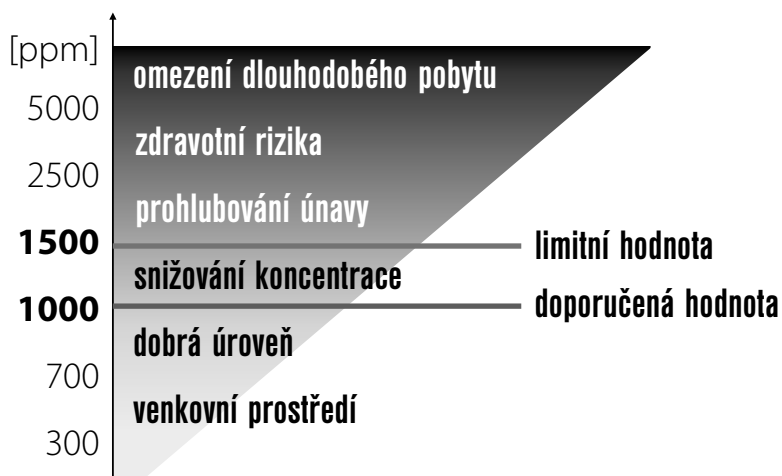 [ppm]
omezení dlouhodobého pobytu
5000
zdravotní rizika
2500
prohlubování únavy
1500
limitní hodnota
snižování koncentrace
1000
doporučená hodnota
dobrá úroveň
700
venkovní prostředí
300